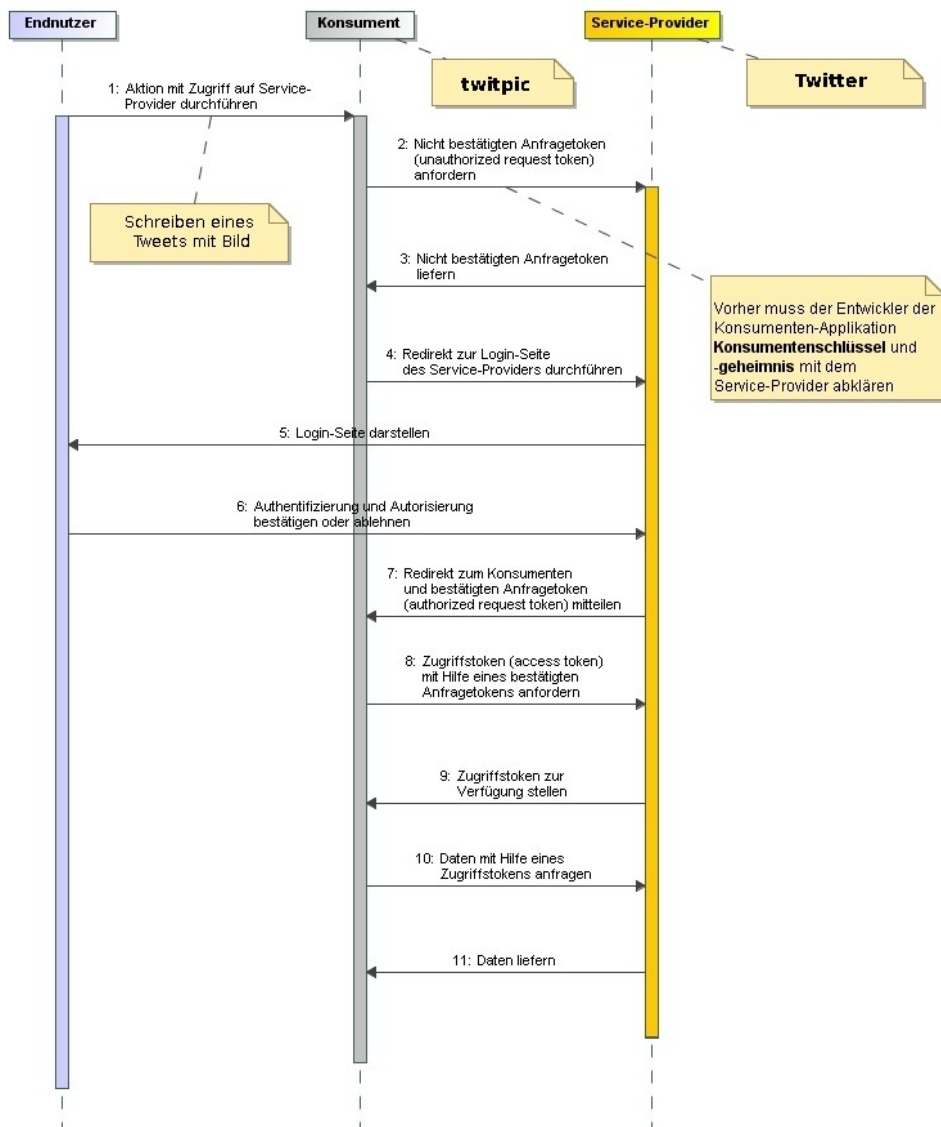 Endnutzer
Konsument
Service-Provider
twitpic
Twitter
1: Aktion mit Zugriff auf Service-
Provider durchführen
2: Nicht bestätigten Anfragetoken
(unauthorized request token)
anfordern
Schreiben eines
Tweets mit Bild
3: Nicht bestätigten Anfragetoken
liefern
Vorher muss der Entwickler der
Konsumenten-Applikation
Konsumentenschlüssel und
-geheimnis mit dem
Service-Provider abklären
4: Redirekt zur Login-Seite
des Service-Providers durchführen
5: Login-Seite darstellen
6: Authentifizierung und Autorisierung
bestätigen oder ablehnen
7: Redirekt zum Konsumenten
und bestätigten Anfragetoken
(authorized request token) mitteilen
8: Zugriffstoken (access token)
mit Hilfe eines bestätigten
Anfragetokens anfordern
9: Zugriffstoken zur
Verfügung stellen
10: Daten mit Hilfe eines
Zugriffstokens anfragen
11: Daten liefern